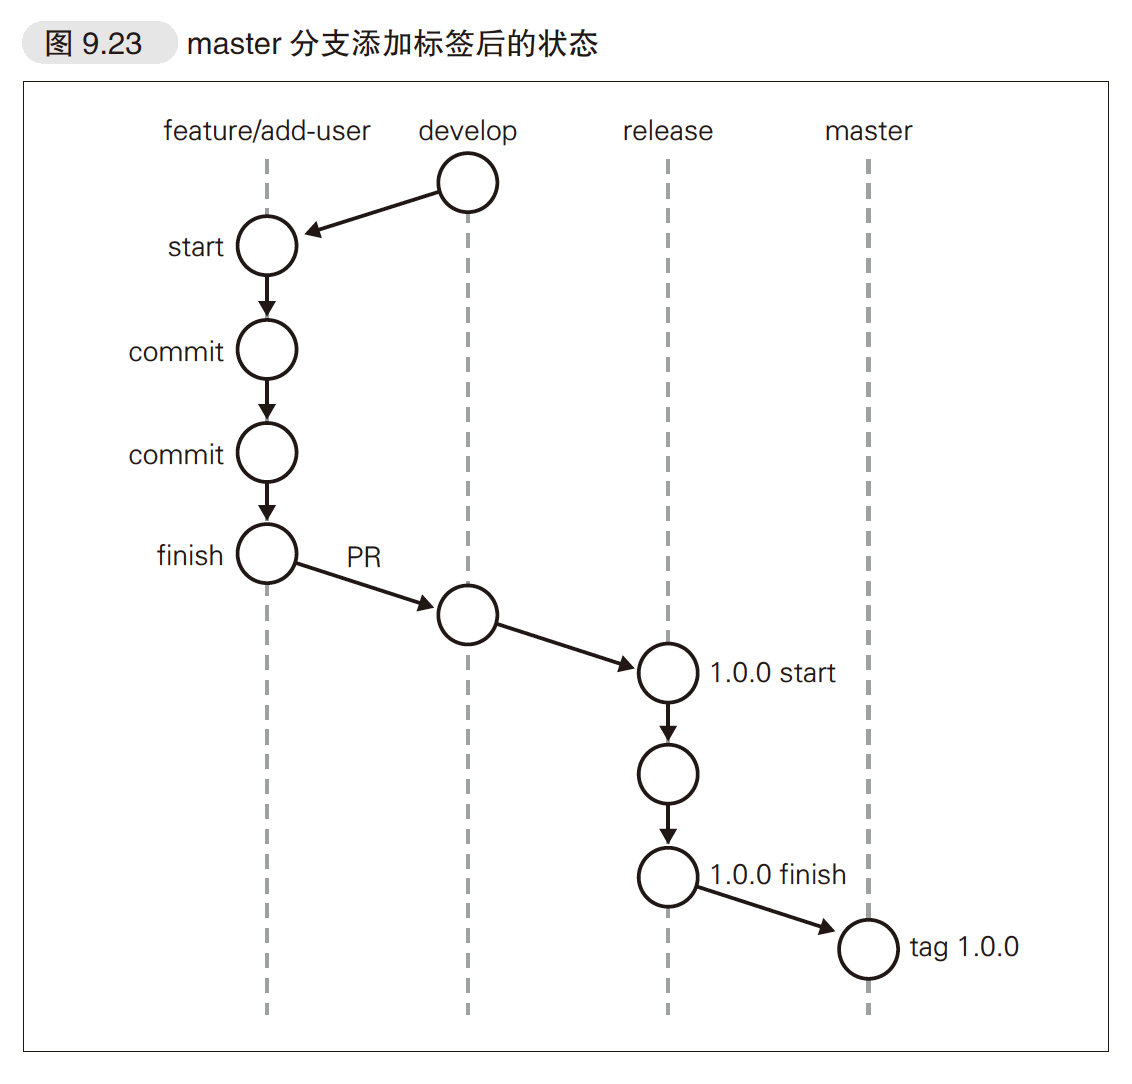 图 9.23 master 分支添加标签后的状态
feature/add-user develop release master
start
commit
commit
finish
PR
1.0.0 start
1.0.0 finish
tag 1.0.0